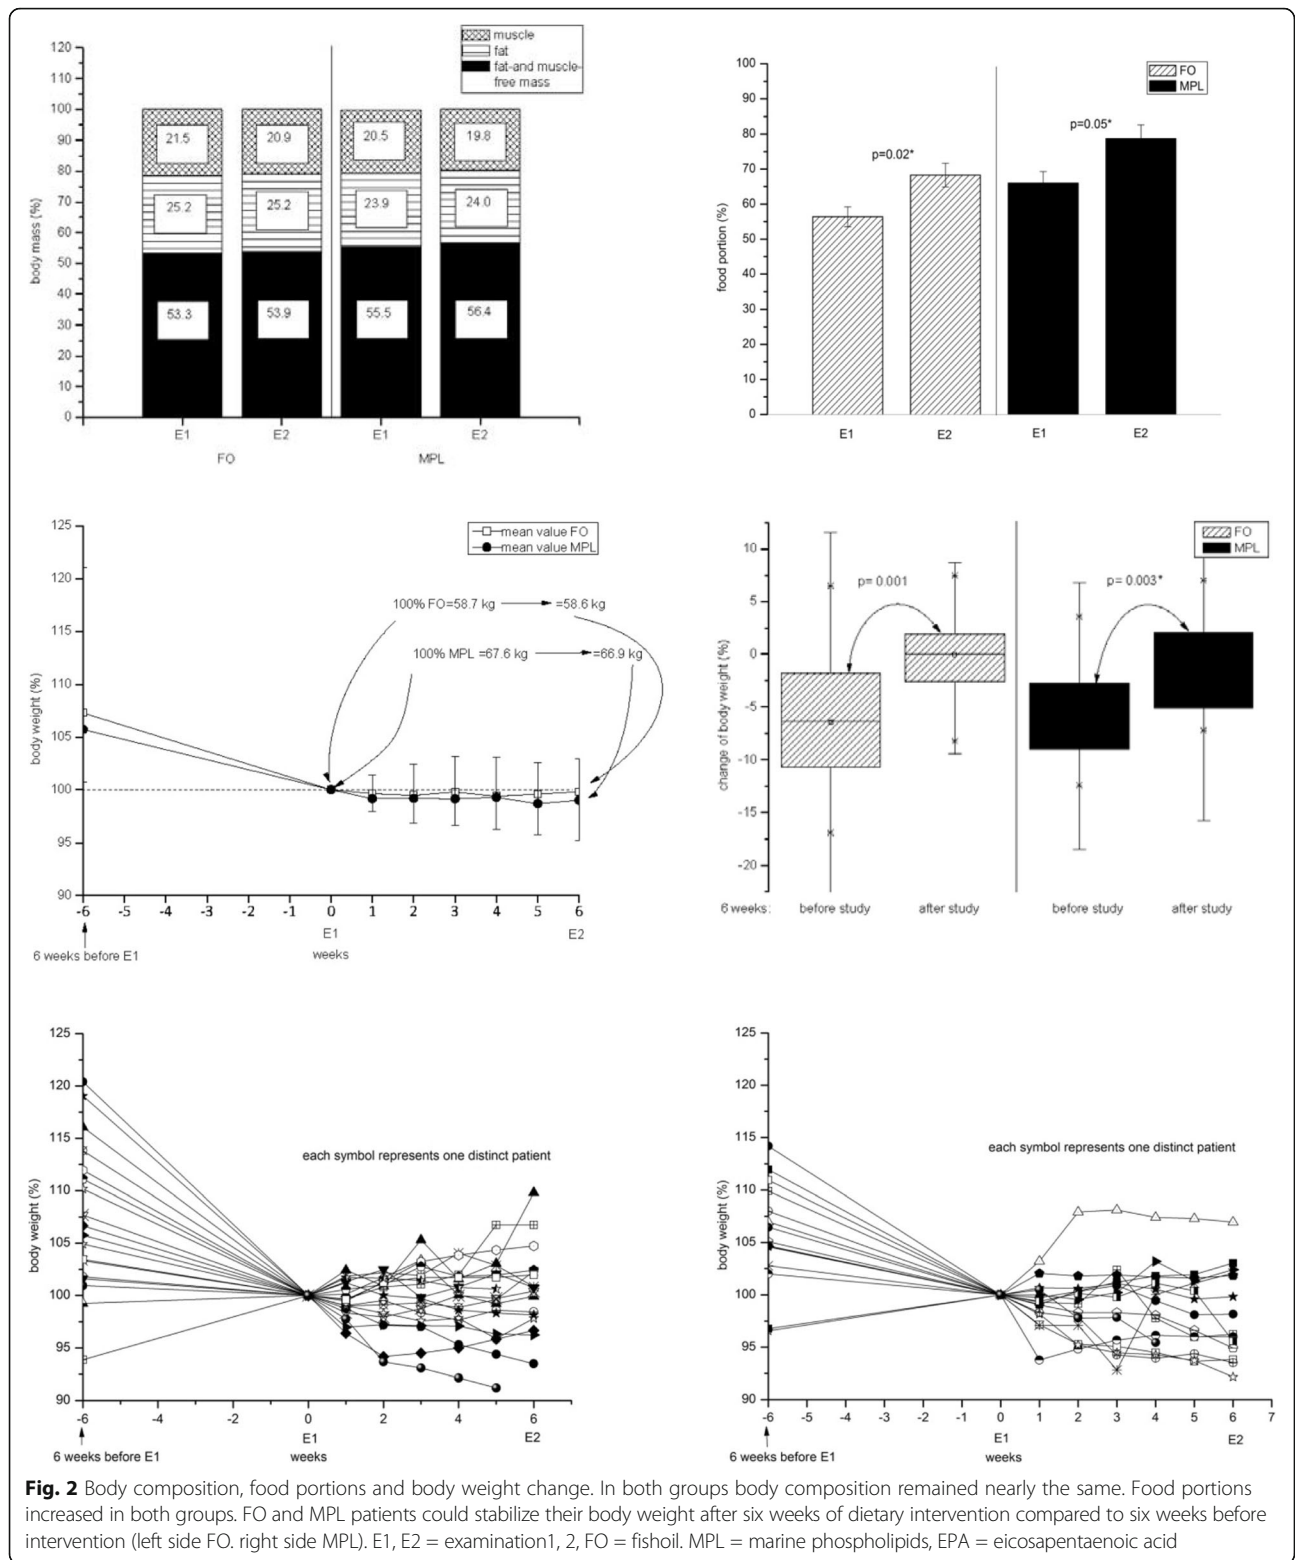 muscle
fat
fat-and muscle-
free mass
120
110
100
90
80
70
60
50
40
30
20
10
0
body mass (%)
21.5
20.9
20.5
19.8
25.2
25.2
23.9
24.0
53.3
53.9
55.5
56.4
E1
E2
E1
E2
FO
MPL
FO
MPL
100
90
80
70
60
50
40
30
20
10
0
food portion (%)
p=0.02*
p=0.05*
E1
E2
E1
E2
125
120
115
110
105
100
95
90
body weight (%)
mean value FO
mean value MPL
100% FO=58.7 kg
=58.6 kg
100% MPL =67.6 kg
=66.9 kg
-6 -5 -4 -3 -2 -1 0 1 2 3 4 5 6
E1
E2
6 weeks before E1
weeks
10
5
0
-5
-10
-15
-20
change of body weight (%)
FO
MPL
p= 0.001
p= 0.003*
6 weeks: before study after study before study after study
125
120
115
110
105
100
95
90
body weight (%)
each symbol represents one distinct patient
-6 -4 -2 0 2 4 6
E1
E2
6 weeks before E1
weeks
125
120
115
110
105
100
95
90
body weight (%)
each symbol represents one distinct patient
-6 -5 -4 -3 -2 -1 0 1 2 3 4 5 6 7
E1
E2
6 weeks before E1
weeks
Fig. 2 Body composition, food portions and body weight change. In both groups body composition remained nearly the same. Food portions
increased in both groups. FO and MPL patients could stabilize their body weight after six weeks of dietary intervention compared to six weeks before
intervention (left side FO. right side MPL). E1, E2 = examination1, 2, FO = fishoil. MPL = marine phospholipids, EPA = eicosapentaenoic acid